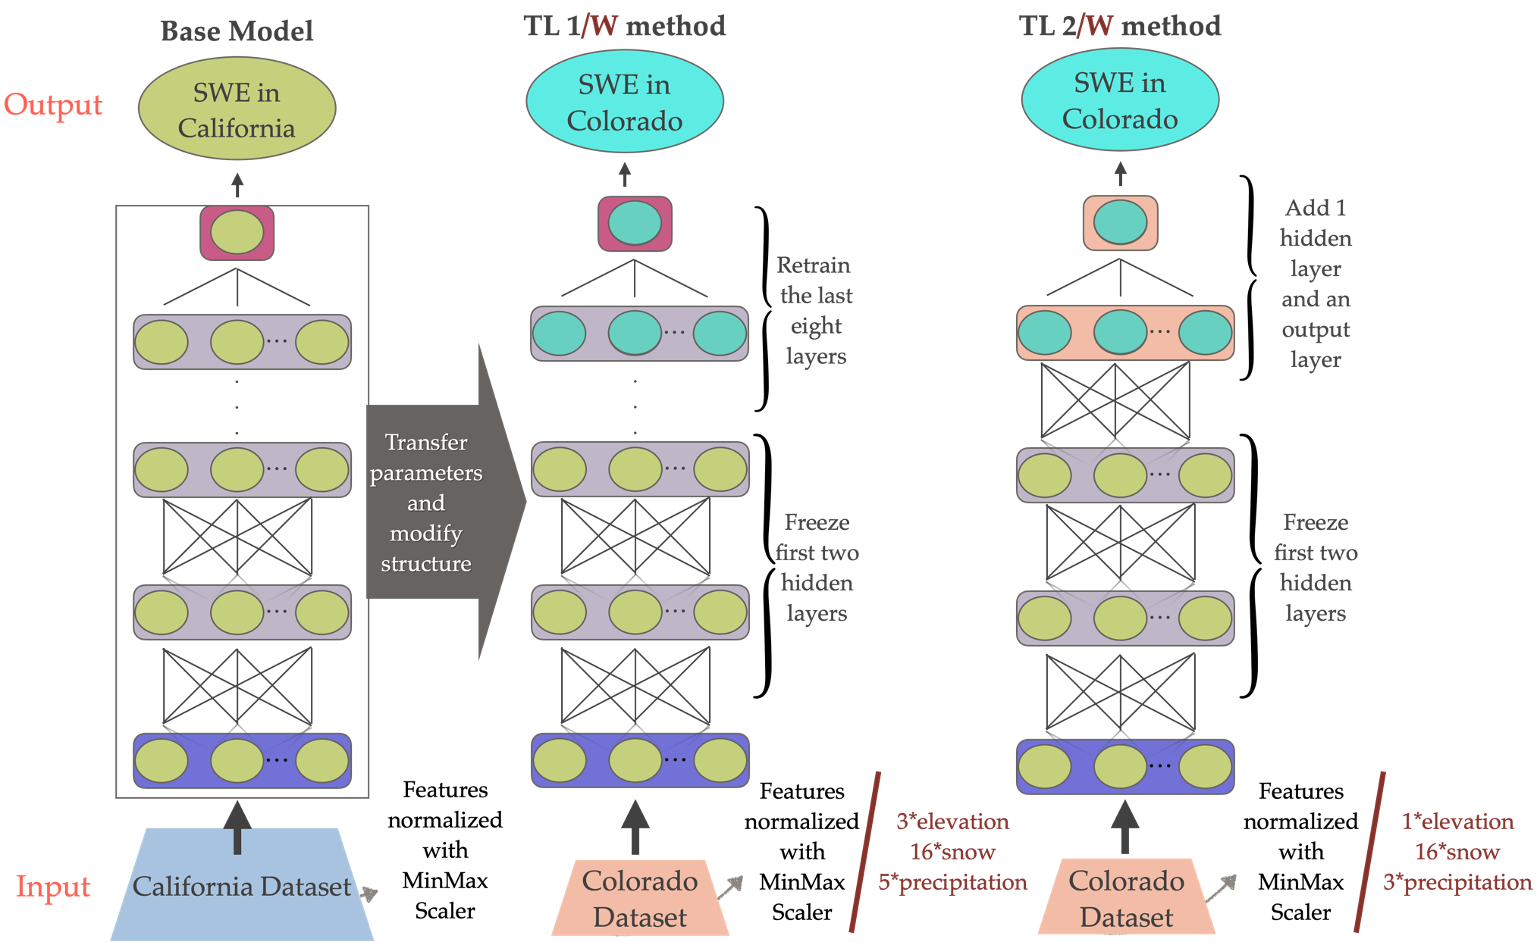 Base Model
TL 1/W method
TL 2/W method
Output
SWE in
California
SWE in
Colorado
SWE in
Colorado
Transfer
parameters
and
modify
structure
Retrain
the last
eight
layers
Freeze
first two
hidden
layers
Add 1
hidden
layer
and an
output
layer
Freeze
first two
hidden
layers
Input
California Dataset
Features
normalized
with
MinMax
Scaler
Colorado
Dataset
Features
normalized
with
MinMax
Scaler
3*elevation
16*snow
5*precipitation
Colorado
Dataset
Features
normalized
with
MinMax
Scaler
1*elevation
16*snow
3*precipitation